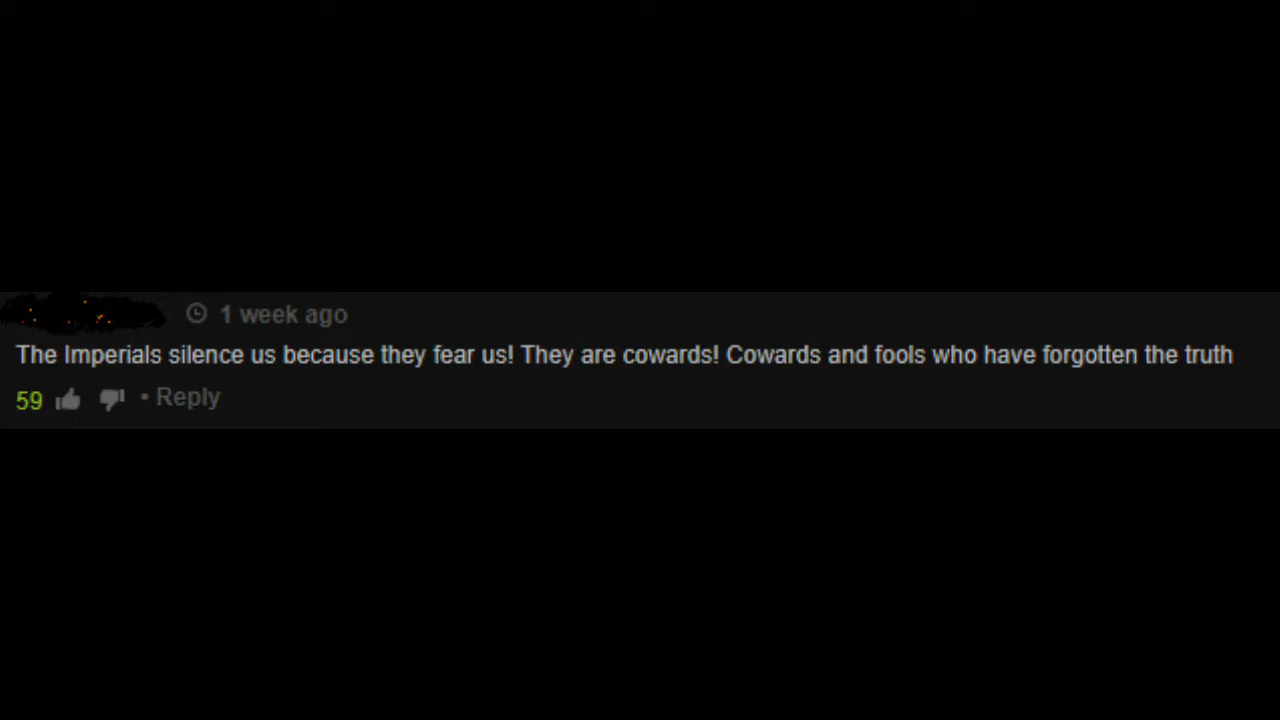 1 week ago
The Imperials silence us because they fear us! They are cowards! Cowards and fools who have forgotten the truth
59 • Reply